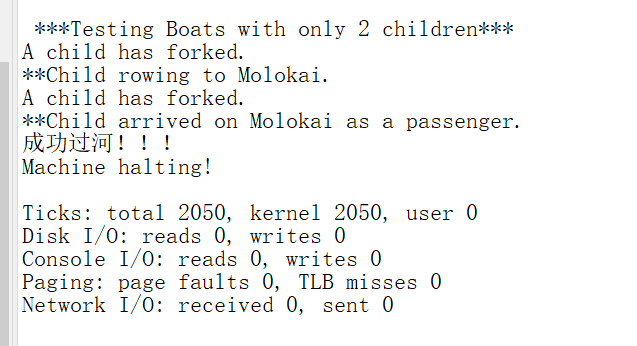 ***Testing Boats with only 2 children***
A child has forked.
**Child rowing to Molokai.
A child has forked.
**Child arrived on Molokai as a passenger.
成功过河！！！
Machine halting!
Ticks: total 2050, kernel 2050, user 0
Disk I/O: reads 0, writes 0
Console I/O: reads 0, writes 0
Paging: page faults 0, TLB misses 0
Network I/O: received 0, sent 0